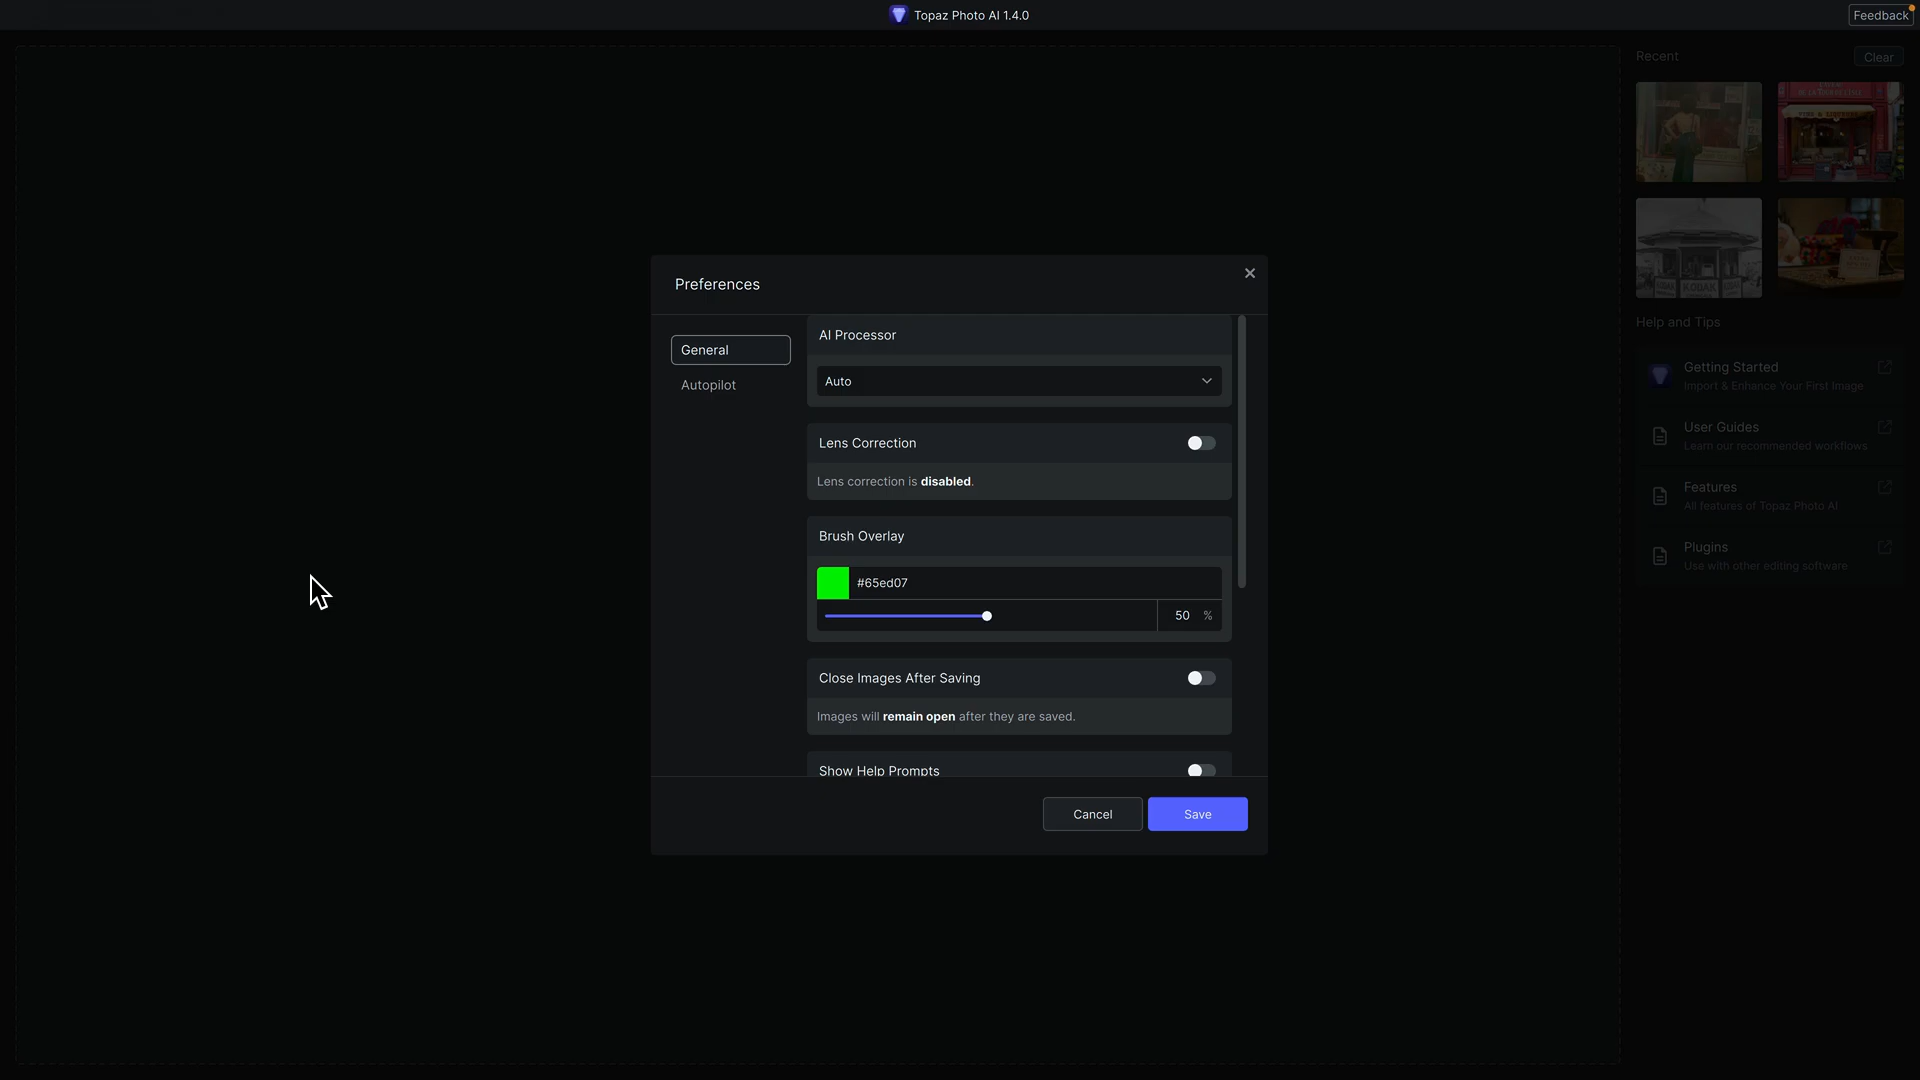 Topaz Photo AI 1.4.0
Feedback
Recent
Clear
KODAK
KODAK
KODAK
Preferences
General
Autopilot
AI Processor
Auto
Lens Correction
Lens correction is disabled.
Brush Overlay
#65ed07
50 %
Close Images After Saving
Images will remain open after they are saved.
Show Help Prompts
Cancel
Save
Help and Tips
Getting Started
Import & Enhance Your First Image
User Guides
Learn our recommended workflows
Features
All features of Topaz Photo AI
Plugins
Use with other editing software